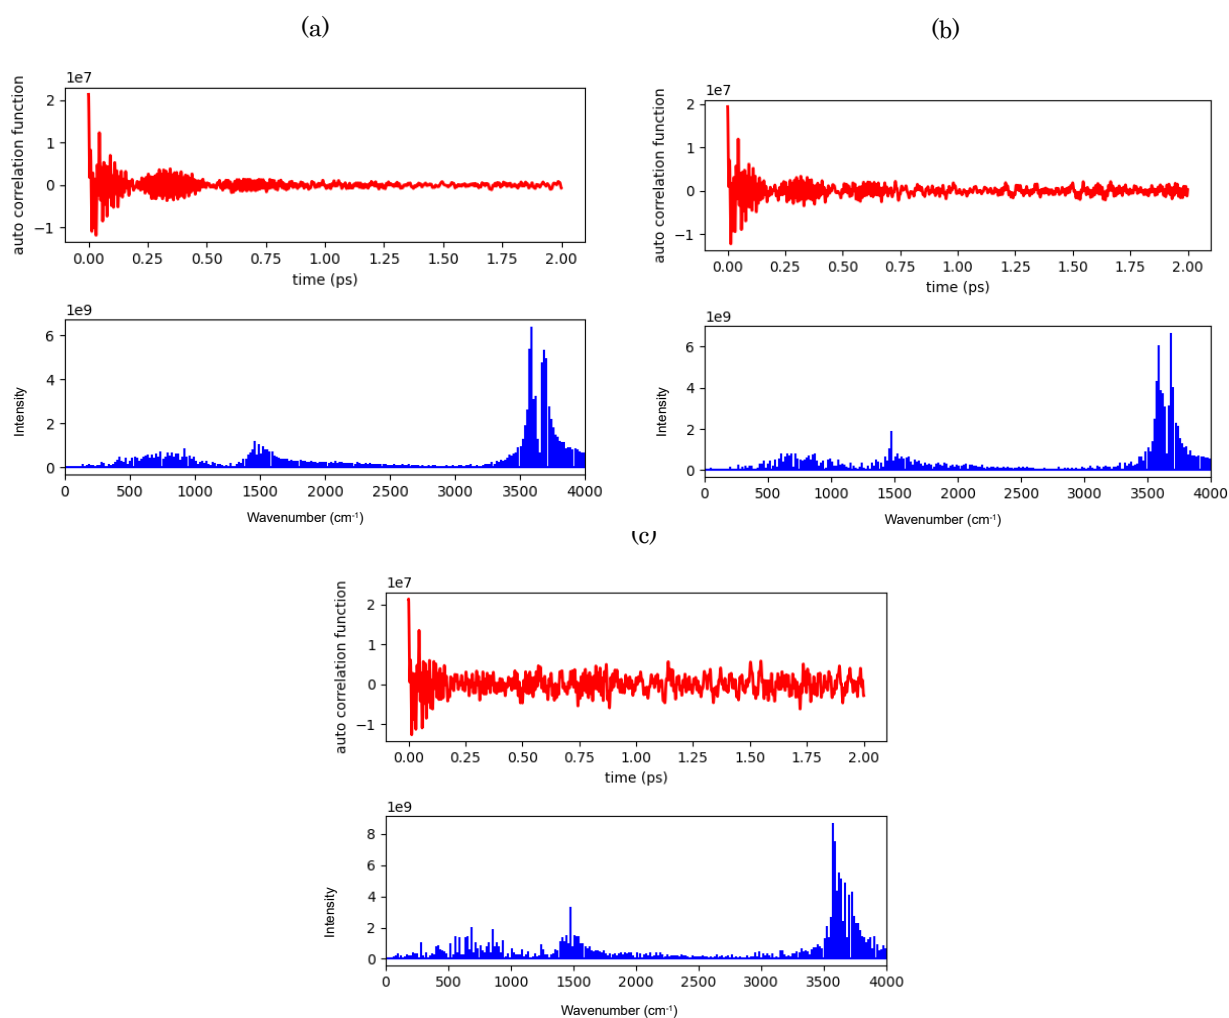 (a)
1e7
auto correlation function
2
1
0
−1
0.00 0.25 0.50 0.75 1.00 1.25 1.50 1.75 2.00
time (ps)
1e9
Intensity
6
4
2
0
0 500 1000 1500 2000 2500 3000 3500 4000
Wavenumber (cm-1)
(b)
1e7
auto correlation function
2
1
0
−1
0.00 0.25 0.50 0.75 1.00 1.25 1.50 1.75 2.00
time (ps)
1e9
Intensity
6
4
2
0
0 500 1000 1500 2000 2500 3000 3500 4000
Wavenumber (cm-1)
(c)
1e7
auto correlation function
2
1
0
−1
0.00 0.25 0.50 0.75 1.00 1.25 1.50 1.75 2.00
time (ps)
1e9
Intensity
8
6
4
2
0
0 500 1000 1500 2000 2500 3000 3500 4000
Wavenumber (cm-1)